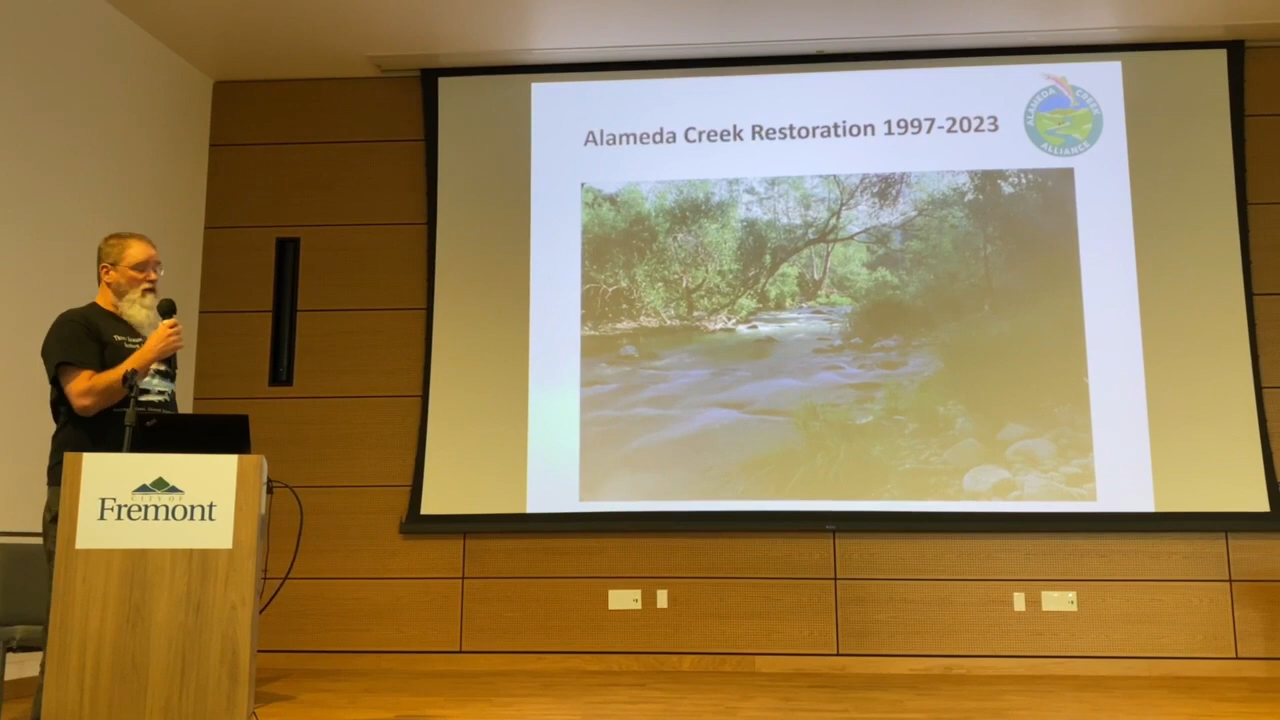 Alameda Creek Restoration 1997-2023
ALAMEDA CREEK
ALLIANCE
CITY OF
Fremont